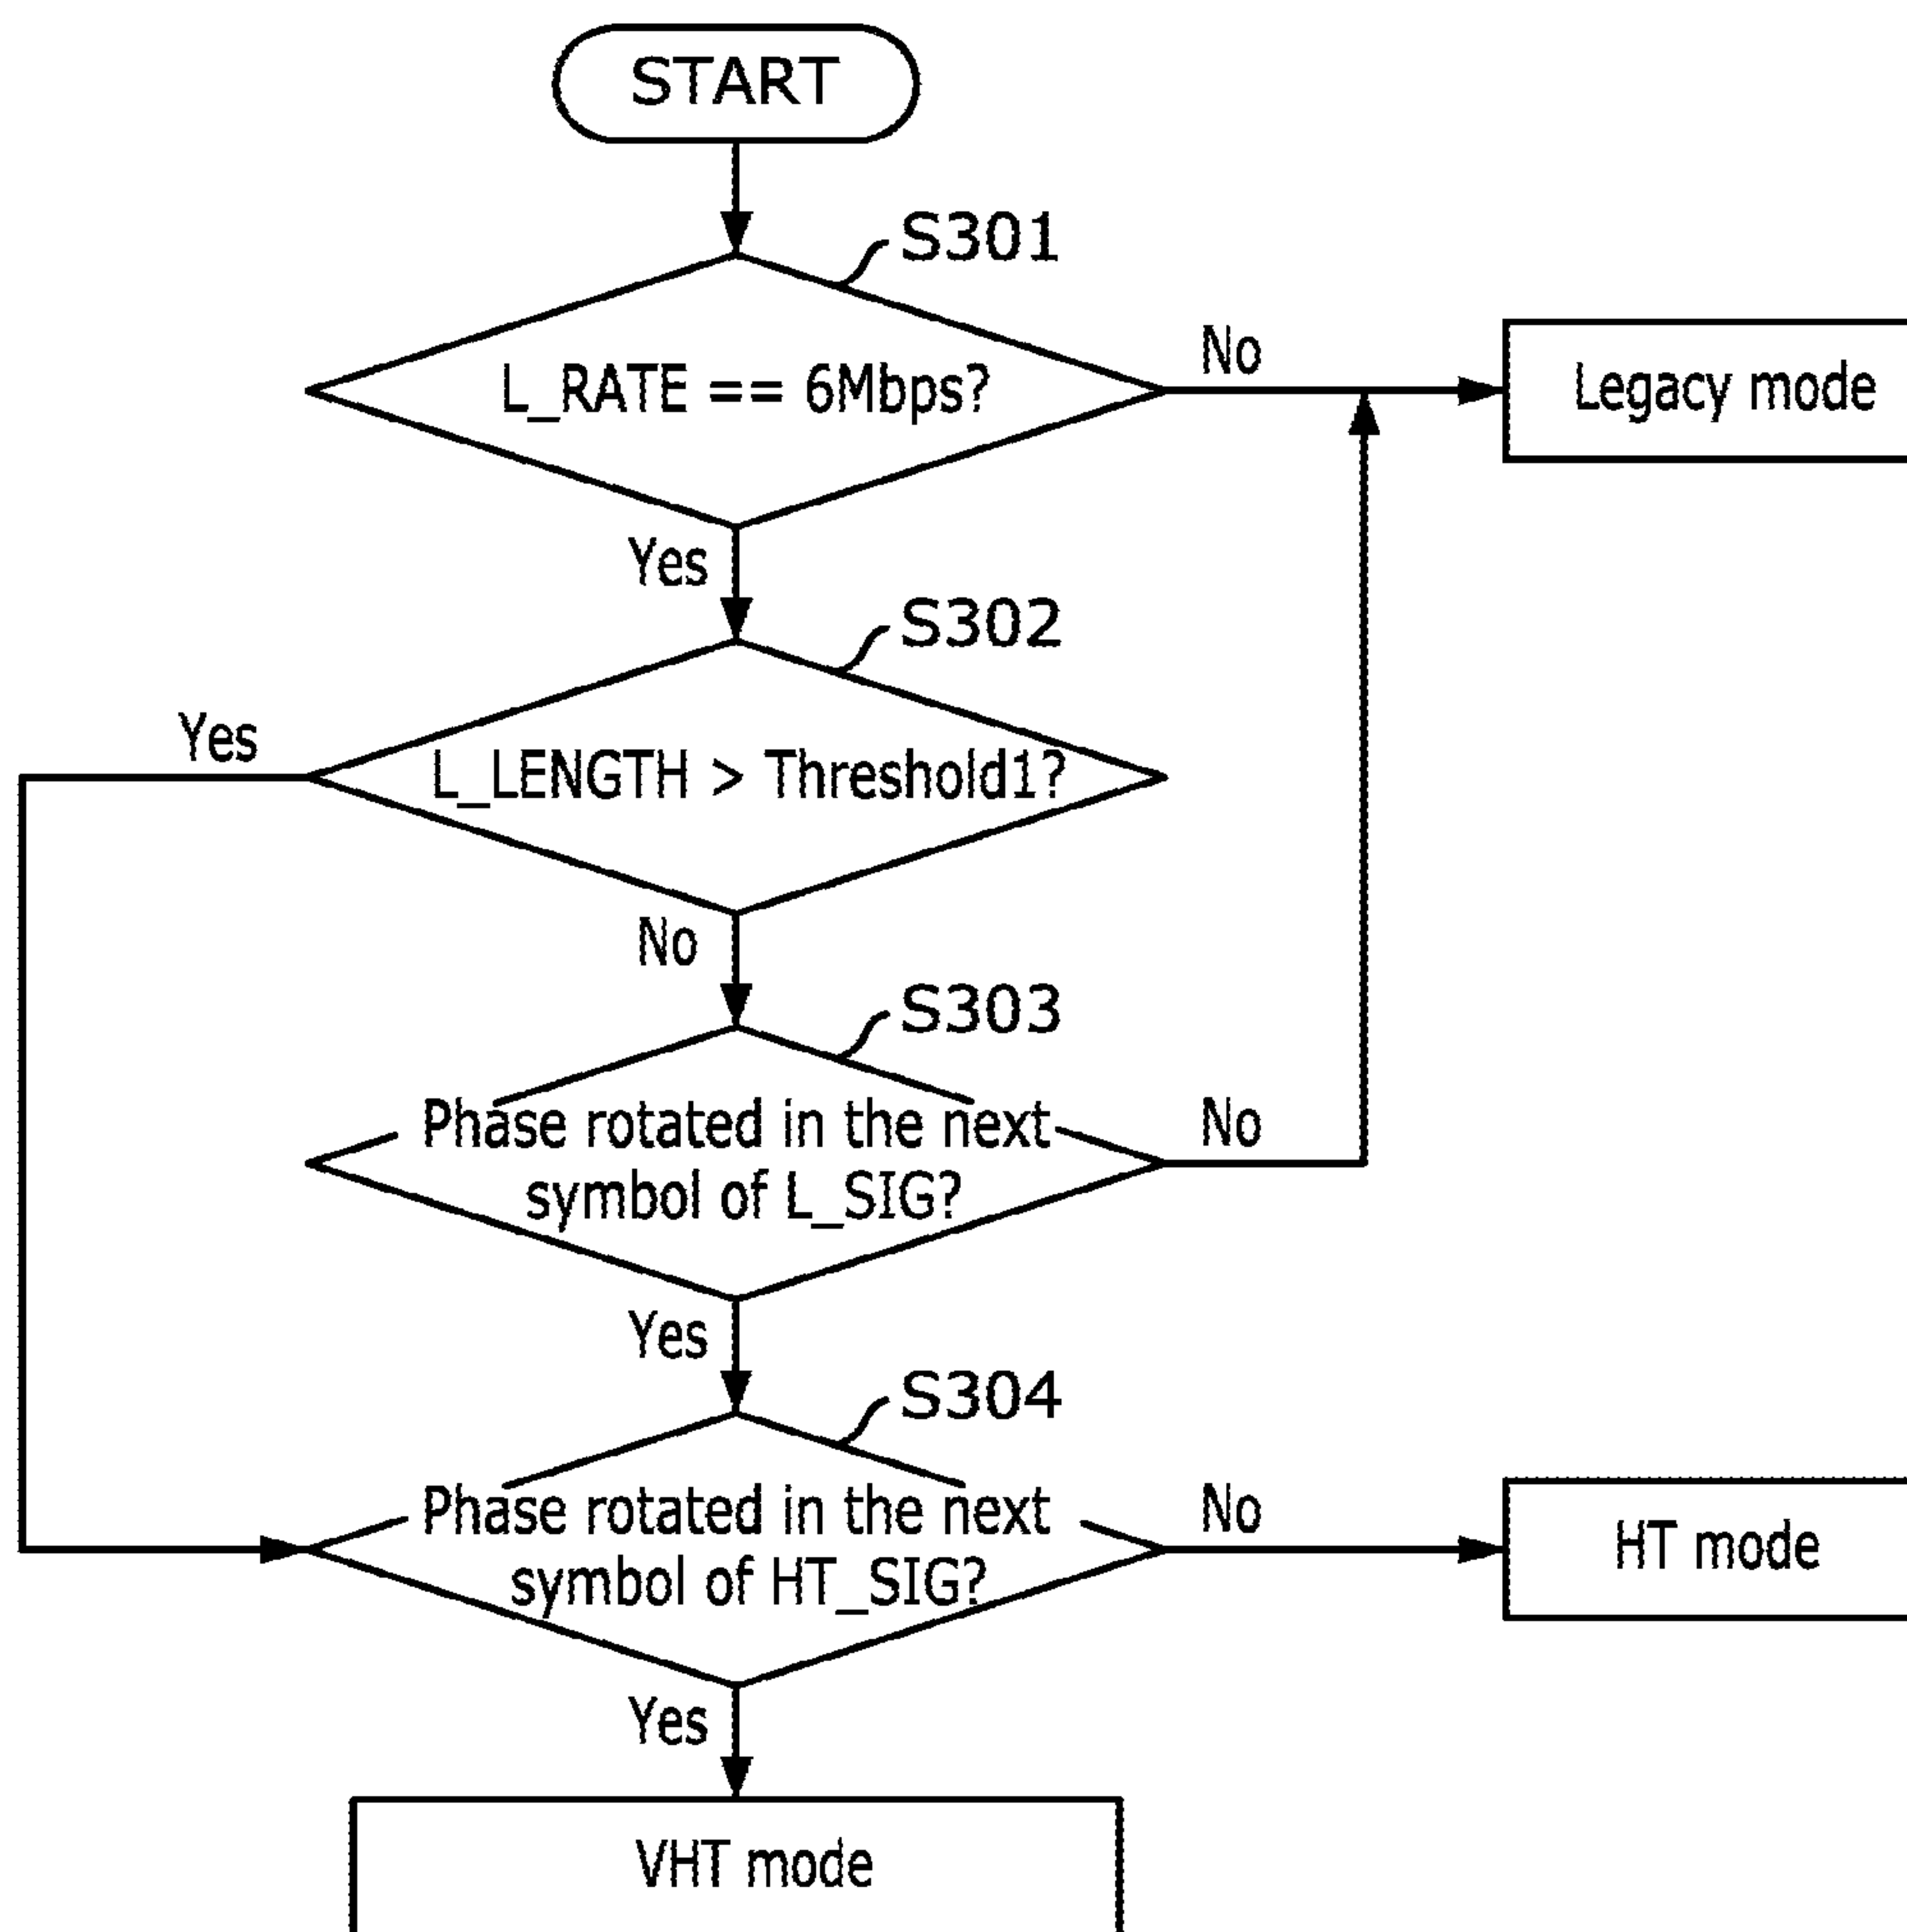 START
S301
L_RATE == 6Mbps?
No
Legacy mode
Yes
S302
Yes
L_LENGTH > Threshold1?
No
S303
Phase rotated in the next
symbol of L_SIG?
No
Yes
S304
Phase rotated in the next
symbol of HT_SIG?
No
HT mode
Yes
VHT mode